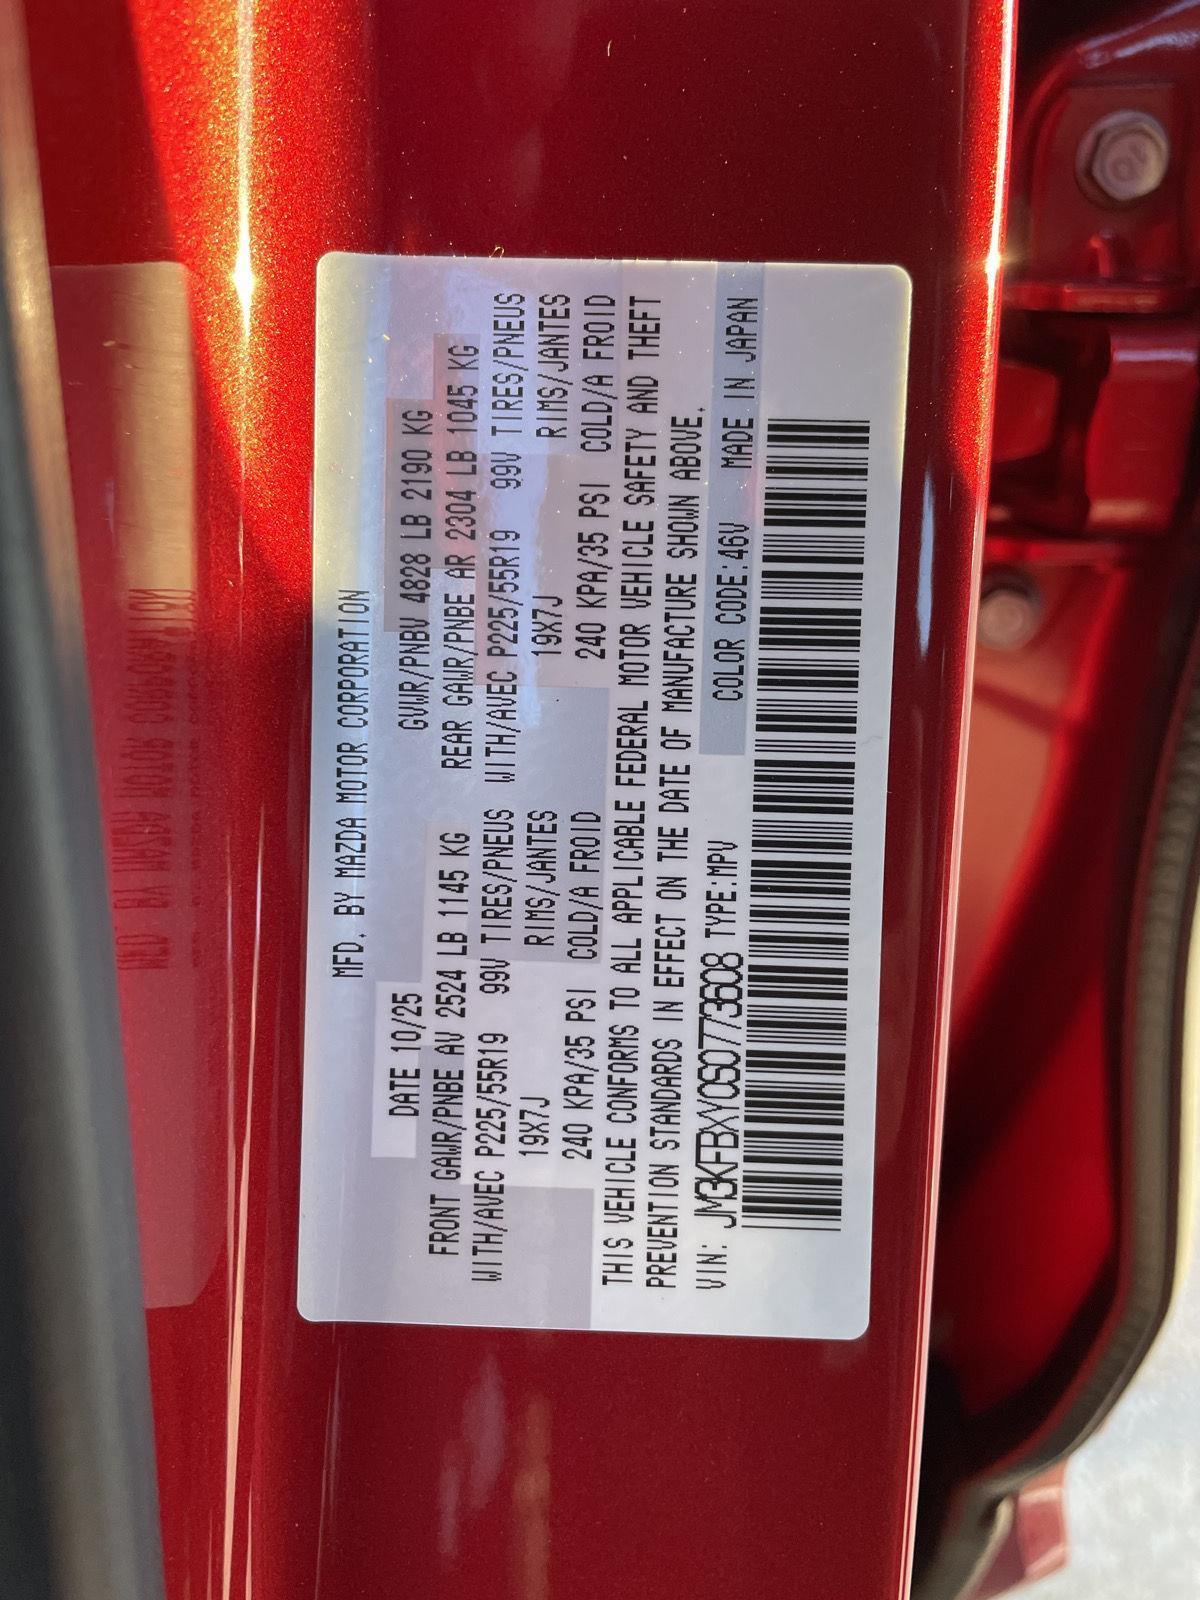 MFD. BY MAZDA MOTOR CORPORATION
DATE 10/25 GVWR/PNBV 4828 LB 2190 KG
FRONT GAWR/PNBE AV 2524 LB 1145 KG REAR GAWR/PNBE AR 2304 LB 1045 KG
WITH/AVEC P225/55R19 99V TIRES/PNEUS WITH/AVEC P225/55R19 99V TIRES/PNEUS
19X7J RIMS/JANTES 19X7J RIMS/JANTES
240 KPA/35 PSI COLD/A FROID 240 KPA/35 PSI COLD/A FROID
THIS VEHICLE CONFORMS TO ALL APPLICABLE FEDERAL MOTOR VEHICLE SAFETY AND THEFT
PREVENTION STANDARDS IN EFFECT ON THE DATE OF MANUFACTURE SHOWN ABOVE.
VIN: JM3KFBXY0S0773608 TYPE:MPV COLOR CODE:46V MADE IN JAPAN